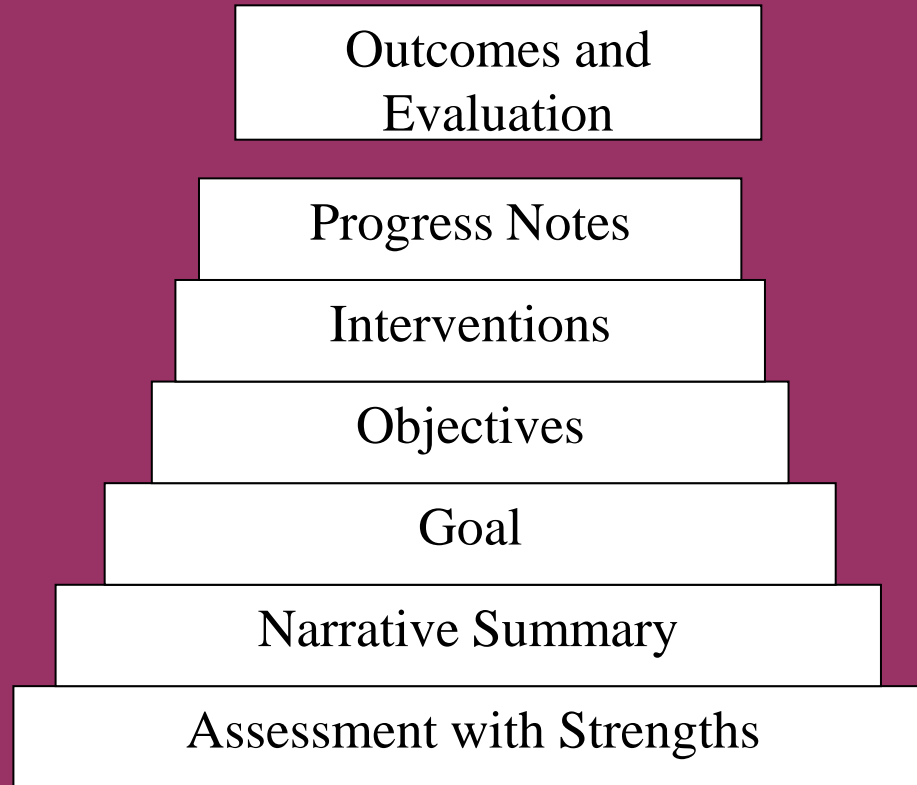 Outcomes and
Evaluation
Progress Notes
Interventions
Objectives
Goal
Narrative Summary
Assessment with Strengths